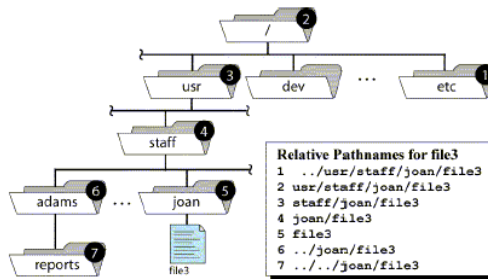 /
2
usr
3
dev
...
etc
1
staff
4
adams
6
...
joan
5
reports
7
file3
Relative Pathnames for file3
1 ../usr/staff/joan/file3
2 usr/staff/joan/file3
3 staff/joan/file3
4 joan/file3
5 file3
6 ../joan/file3
7 ../../joan/file3